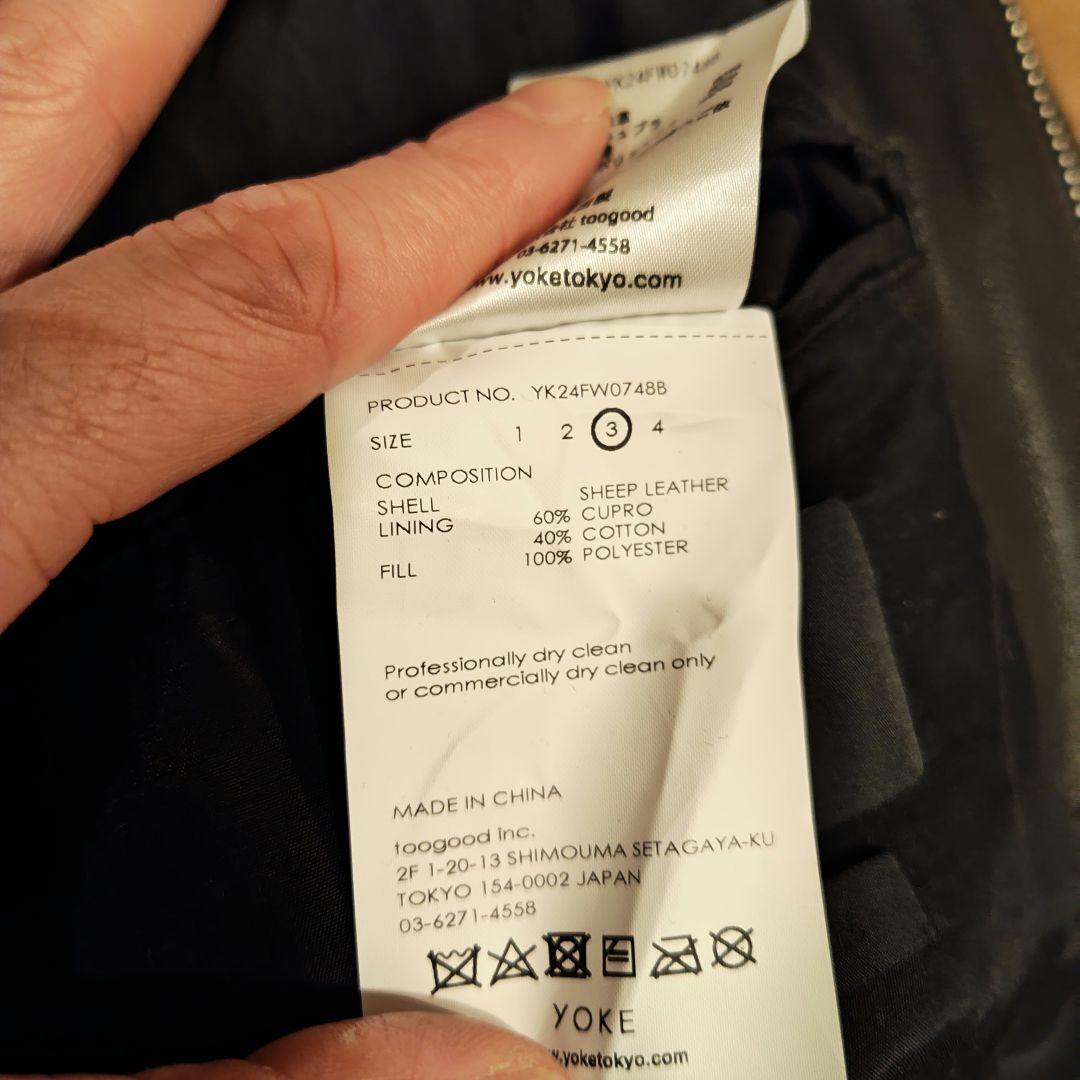 YK24FW0748B
製
会社 toogood
03-6271-4558
www.yoketokyo.com
PRODUCT NO. YK24FW0748B
SIZE 1 2 3 4
COMPOSITION
SHELL SHEEP LEATHER
LINING 60% CUPRO
40% COTTON
FILL 100% POLYESTER
Professionally dry clean
or commercially dry clean only
MADE IN CHINA
toogood inc.
2F 1-20-13 SHIMOUMA SETAGAYA-KU
TOKYO 154-0002 JAPAN
03-6271-4558
YOKE
.yoketokyo.com